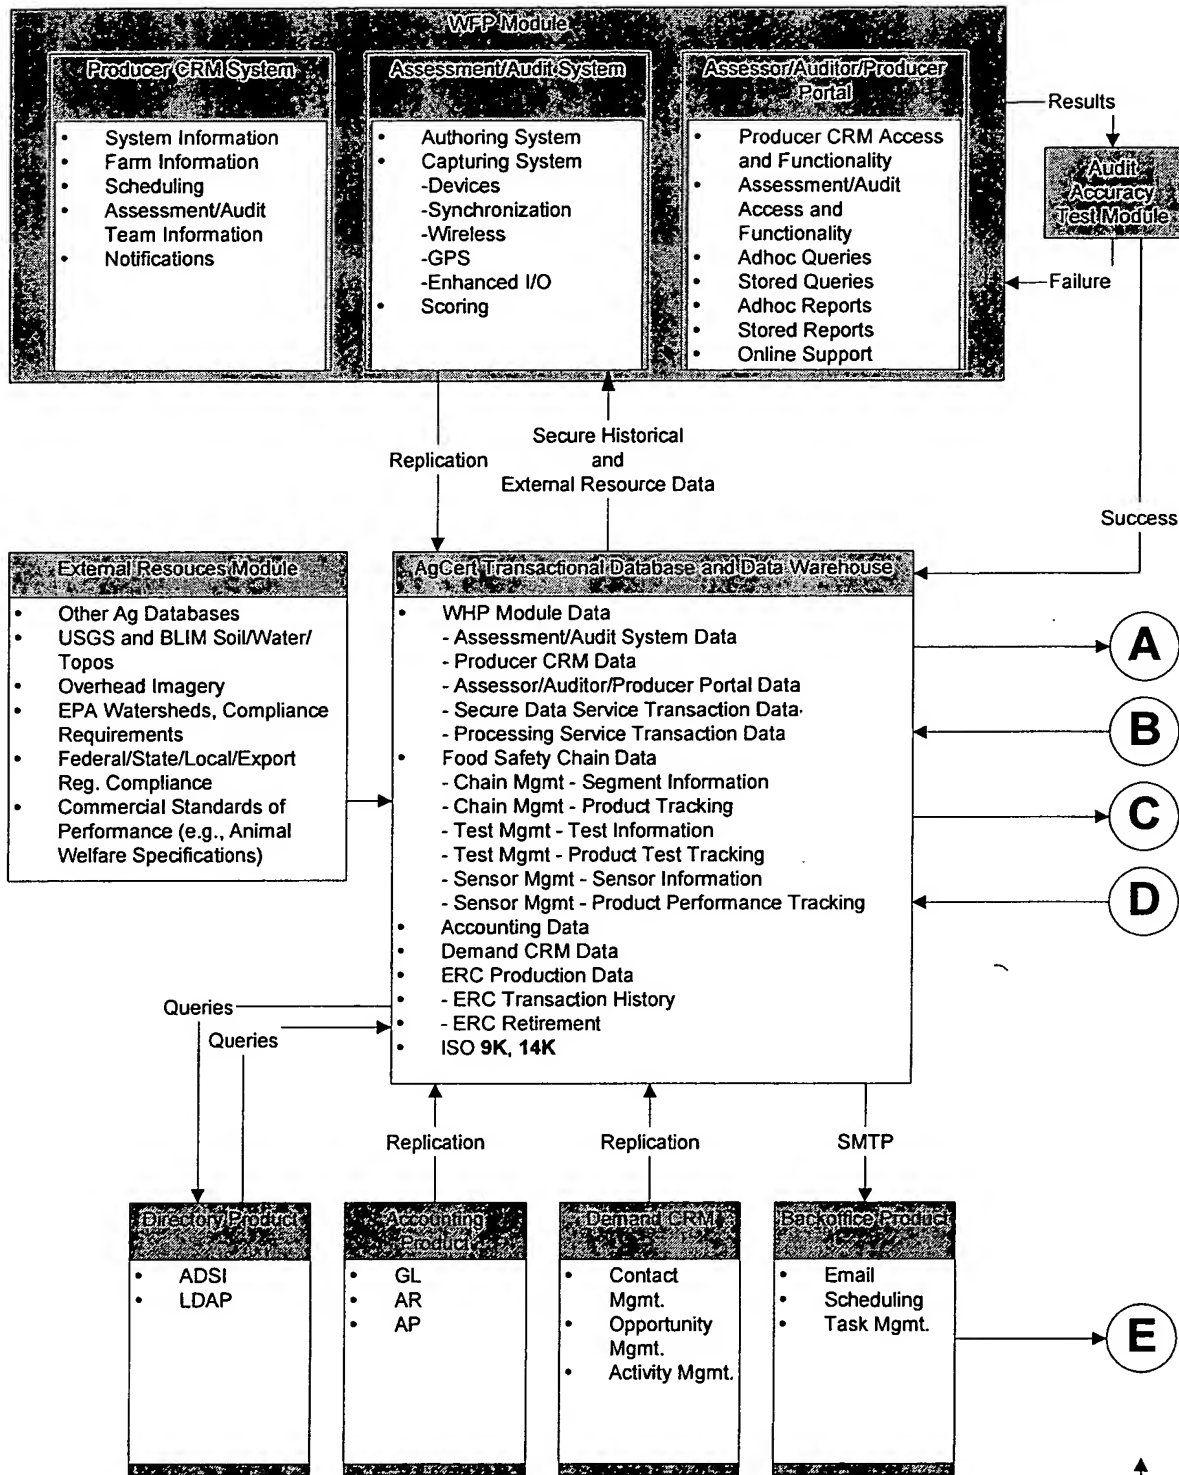 WFP Module
Producer CRM System
• System Information
• Farm Information
• Scheduling
• Assessment/Audit
Team Information
• Notifications
Assessment/Audit System
• Authoring System
• Capturing System
-Devices
-Synchronization
-Wireless
-GPS
-Enhanced I/O
• Scoring
Assessor/Auditor/Producer
Portal
• Producer CRM Access
and Functionality
• Assessment/Audit
Access and
Functionality
• Adhoc Queries
• Stored Queries
• Adhoc Reports
• Stored Reports
• Online Support
Results
Audit
Accuracy
Test Module
Failure
Success
Replication
Secure Historical
and
External Resource Data
External Resouces Module
• Other Ag Databases
• USGS and BLIM Soil/Water/
Topos
• Overhead Imagery
• EPA Watersheds, Compliance
Requirements
• Federal/State/Local/Export
Reg. Compliance
• Commercial Standards of
Performance (e.g., Animal
Welfare Specifications)
AgCert Transactional Database and Data Warehouse
• WHP Module Data
- Assessment/Audit System Data
- Producer CRM Data
- Assessor/Auditor/Producer Portal Data
- Secure Data Service Transaction Data
- Processing Service Transaction Data
• Food Safety Chain Data
- Chain Mgmt - Segment Information
- Chain Mgmt - Product Tracking
- Test Mgmt - Test Information
- Test Mgmt - Product Test Tracking
- Sensor Mgmt - Sensor Information
- Sensor Mgmt - Product Performance Tracking
• Accounting Data
• Demand CRM Data
• ERC Production Data
• - ERC Transaction History
• - ERC Retirement
• ISO 9K, 14K
A
B
C
D
Queries
Queries
Replication
Replication
SMTP
Directory Product
• ADSI
• LDAP
Accounting
Product
• GL
• AR
• AP
Demand CRM
• Contact
Mgmt.
• Opportunity
Mgmt.
• Activity Mgmt.
Backoffice Product
• Email
• Scheduling
• Task Mgmt.
E